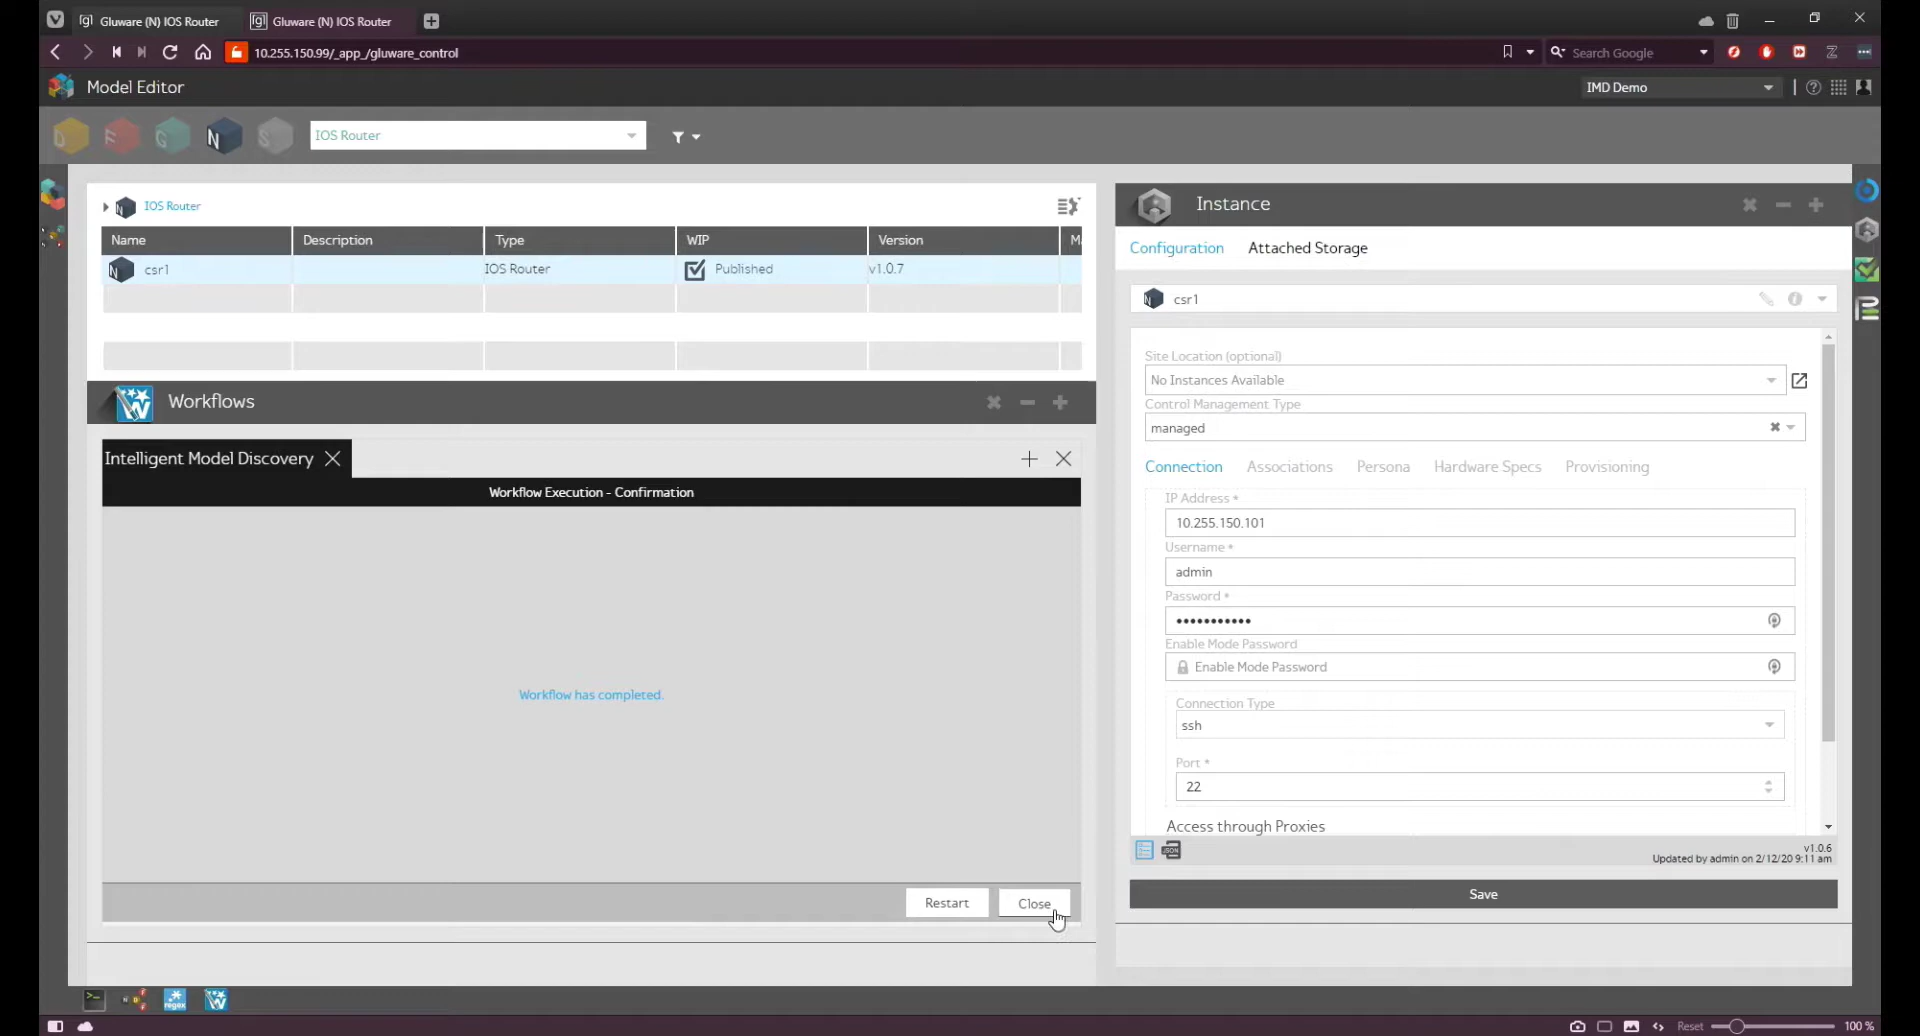 Gluware (N) IOS Router
Gluware (N) IOS Router
10.255.150.99/_app_/gluware_control
Search Google
Model Editor
IMD Demo
D F G N S
IOS Router
IOS Router
Name Description Type WIP Version
csr1 IOS Router Published v1.0.7
Workflows
Intelligent Model Discovery
Workflow Execution - Confirmation
Workflow has completed.
Restart Close
Instance
Configuration Attached Storage
csr1
Site Location (optional)
No Instances Available
Control Management Type
managed
Connection Associations Persona Hardware Specs Provisioning
IP Address *
10.255.150.101
Username *
admin
Password *
•••••••••••
Enable Mode Password
Enable Mode Password
Connection Type
ssh
Port *
22
Access through Proxies
JSON
v1.0.6
Updated by admin on 2/12/20 9:11 am
Save
regex
Reset 100 %